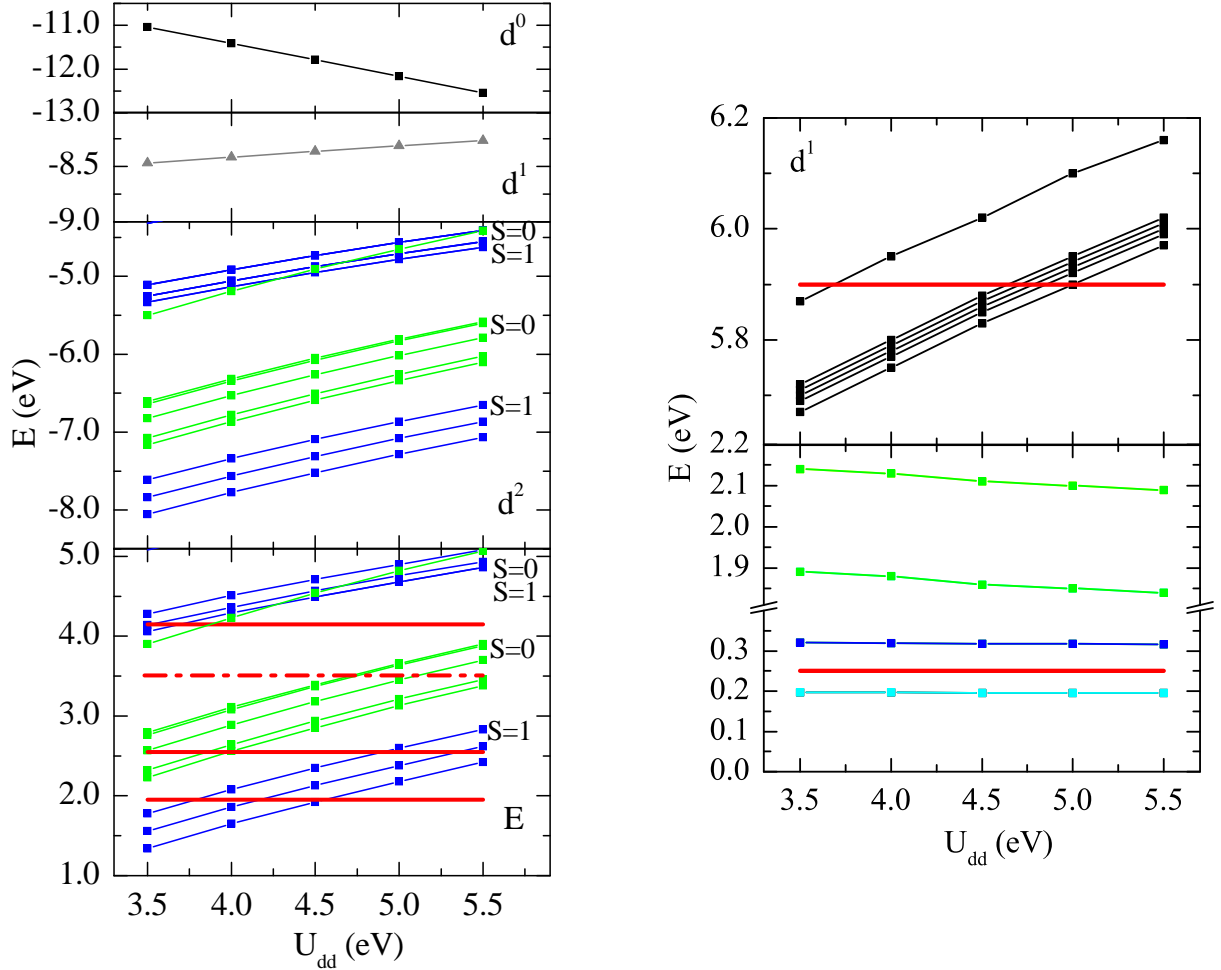 -11.0
-12.0
-13.0
d⁰
-8.5
-9.0
d¹
-5.0
-6.0
-7.0
-8.0
S=0
S=1
S=0
S=1
d²
5.0
4.0
3.0
2.0
1.0
S=0
S=1
S=0
S=1
E
E (eV)
3.5 4.0 4.5 5.0 5.5
U_dd (eV)
6.2
6.0
5.8
d¹
2.2
2.1
2.0
1.9
0.3
0.2
0.1
0.0
E (eV)
3.5 4.0 4.5 5.0 5.5
U_dd (eV)